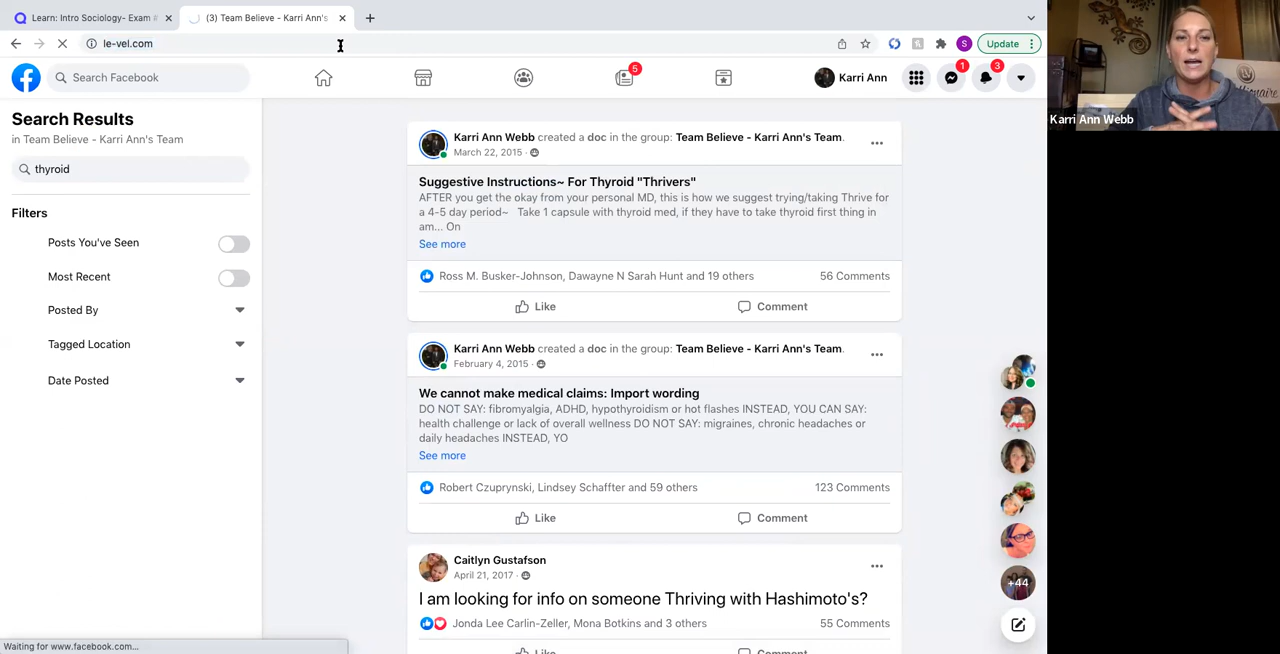 Learn: Intro Sociology- Exam #
(3) Team Believe - Karri Ann's
le-vel.com
S
Update
Search Facebook
5
Karri Ann
1
3
Karri Ann Webb
Search Results
in Team Believe - Karri Ann's Team
thyroid
Filters
Posts You've Seen
Most Recent
Posted By
Tagged Location
Date Posted
Karri Ann Webb created a doc in the group: Team Believe - Karri Ann's Team.
March 22, 2015 ·
Suggestive Instructions~ For Thyroid "Thrivers"
AFTER you get the okay from your personal MD, this is how we suggest trying/taking Thrive for
a 4-5 day period~ Take 1 capsule with thyroid med, if they have to take thyroid first thing in
am... On
See more
Ross M. Busker-Johnson, Dawayne N Sarah Hunt and 19 others
56 Comments
Like
Comment
Karri Ann Webb created a doc in the group: Team Believe - Karri Ann's Team.
February 4, 2015 ·
We cannot make medical claims: Import wording
DO NOT SAY: fibromyalgia, ADHD, hypothyroidism or hot flashes INSTEAD, YOU CAN SAY:
health challenge or lack of overall wellness DO NOT SAY: migraines, chronic headaches or
daily headaches INSTEAD, YO
See more
Robert Czuprynski, Lindsey Schaffter and 59 others
123 Comments
Like
Comment
Caitlyn Gustafson
April 21, 2017 ·
I am looking for info on someone Thriving with Hashimoto's?
Jonda Lee Carlin-Zeller, Mona Botkins and 3 others
55 Comments
Like
Comment
+44
Waiting for www.facebook.com...